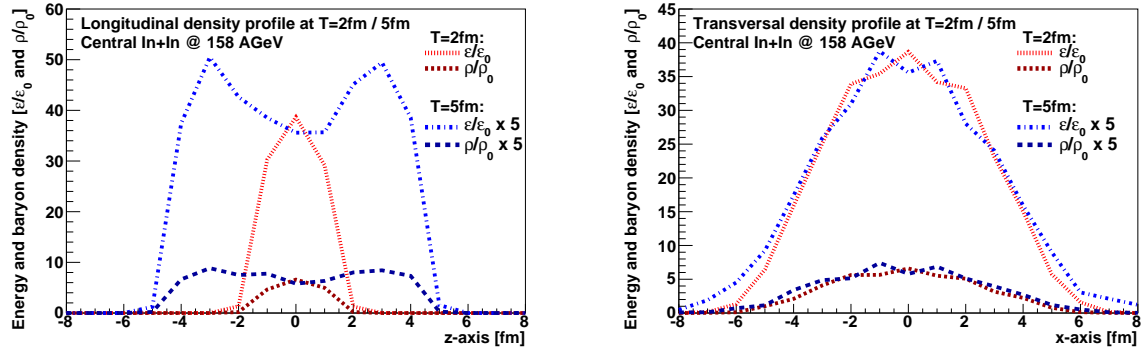 Longitudinal density profile at T=2fm / 5fm
Central In+In @ 158 AGeV
T=2fm:
ε/ε₀
ρ/ρ₀
T=5fm:
ε/ε₀ x 5
ρ/ρ₀ x 5
Energy and baryon density [ε/ε₀ and ρ/ρ₀]
60
50
40
30
20
10
0
-8 -6 -4 -2 0 2 4 6 8
z-axis [fm]
Transversal density profile at T=2fm / 5fm
Central In+In @ 158 AGeV
T=2fm:
ε/ε₀
ρ/ρ₀
T=5fm:
ε/ε₀ x 5
ρ/ρ₀ x 5
Energy and baryon density [ε/ε₀ and ρ/ρ₀]
45
40
35
30
25
20
15
10
5
0
-8 -6 -4 -2 0 2 4 6 8
x-axis [fm]